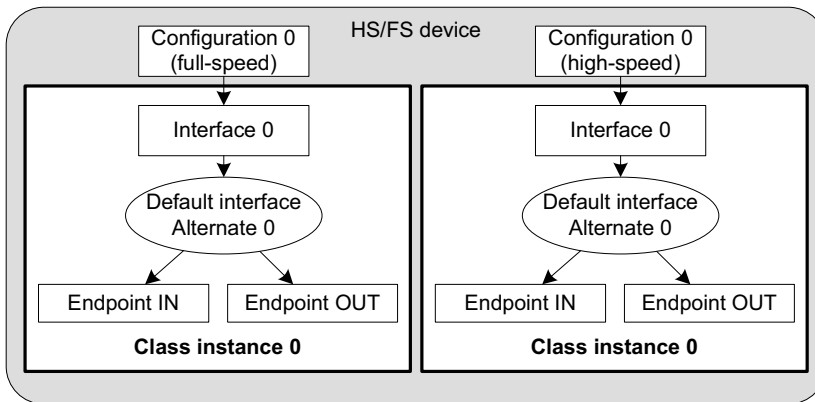 HS/FS device
Configuration 0
(full-speed)
Interface 0
Default interface
Alternate 0
Endpoint IN
Endpoint OUT
Class instance 0
Configuration 0
(high-speed)
Interface 0
Default interface
Alternate 0
Endpoint IN
Endpoint OUT
Class instance 0